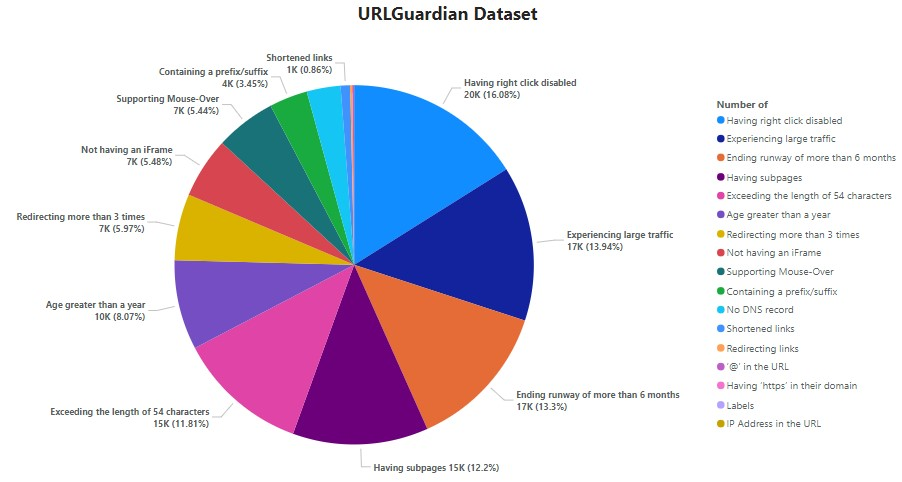 URLGuardian Dataset
Shortened links
1K (0.86%)
Containing a prefix/suffix
4K (3.45%)
Supporting Mouse-Over
7K (5.44%)
Not having an iFrame
7K (5.48%)
Redirecting more than 3 times
7K (5.97%)
Age greater than a year
10K (8.07%)
Exceeding the length of 54 characters
15K (11.81%)
Having subpages 15K (12.2%)
Ending runway of more than 6 months
17K (13.3%)
Experiencing large traffic
17K (13.94%)
Having right click disabled
20K (16.08%)
Number of
Having right click disabled
Experiencing large traffic
Ending runway of more than 6 months
Having subpages
Exceeding the length of 54 characters
Age greater than a year
Redirecting more than 3 times
Not having an iFrame
Supporting Mouse-Over
Containing a prefix/suffix
No DNS record
Shortened links
Redirecting links
'@' in the URL
Having 'https' in their domain
Labels
IP Address in the URL